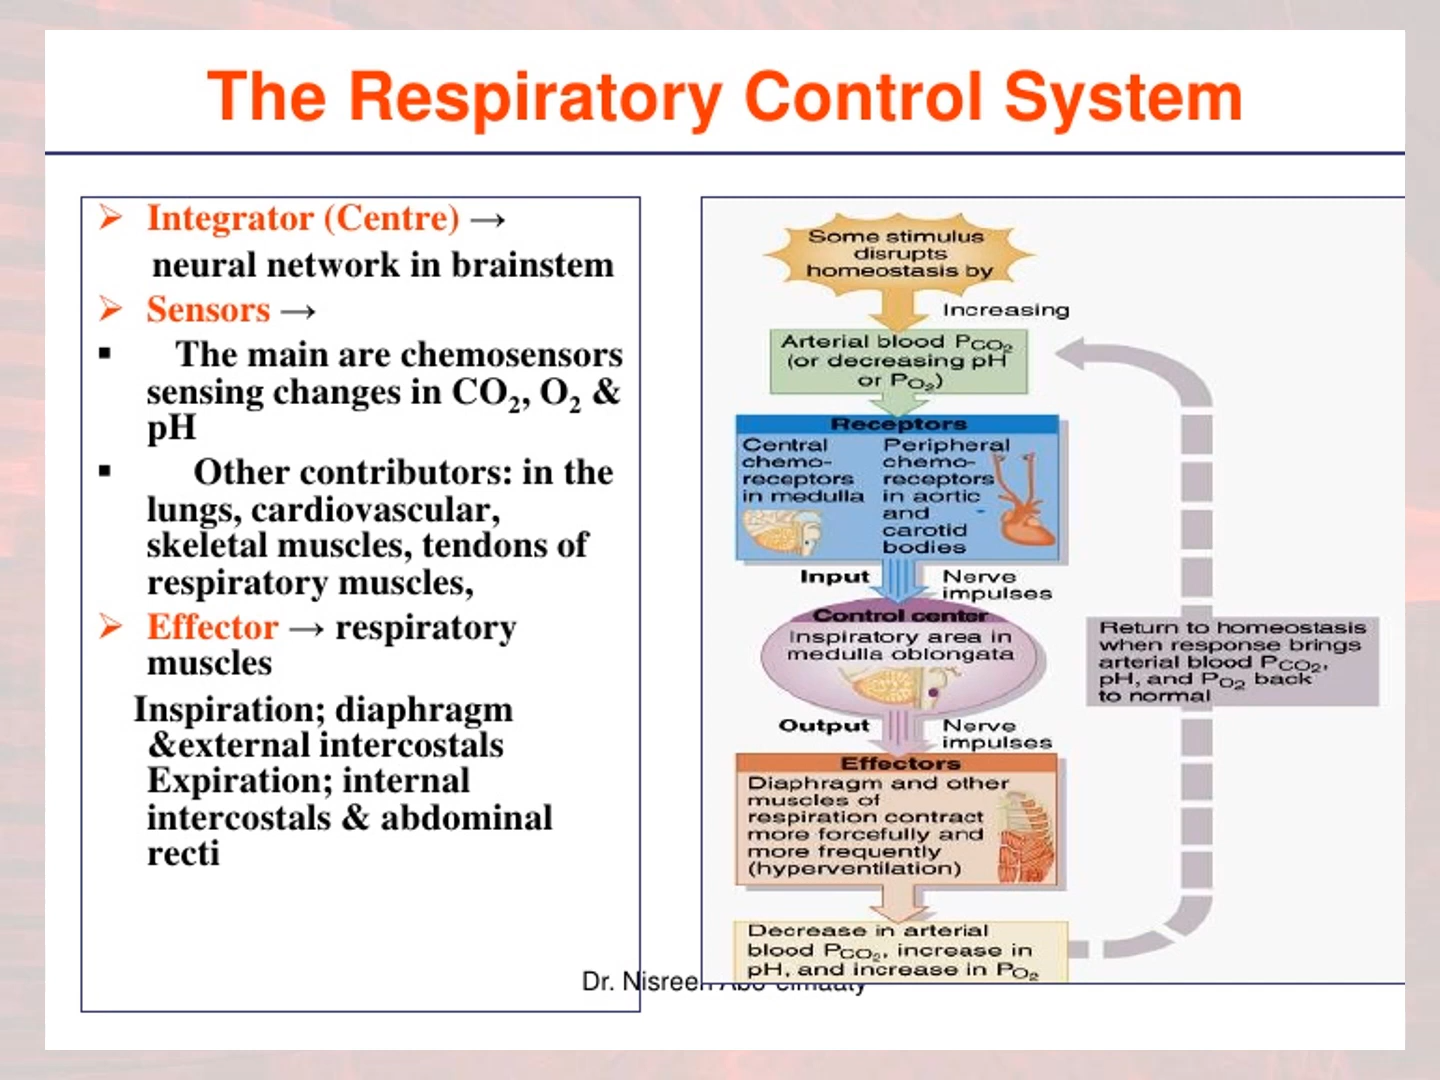 The Respiratory Control System
➢ Integrator (Centre) →
neural network in brainstem
➢ Sensors →
▪ The main are chemosensors
sensing changes in CO₂, O₂ &
pH
▪ Other contributors: in the
lungs, cardiovascular,
skeletal muscles, tendons of
respiratory muscles,
➢ Effector → respiratory
muscles
Inspiration; diaphragm
&external intercostals
Expiration; internal
intercostals & abdominal
recti
Some stimulus
disrupts
homeostasis by
Increasing
Arterial blood PCO₂
(or decreasing pH
or PO₂)
Receptors
Central
chemo-
receptors
in medulla
Peripheral
chemo-
receptors
in aortic
and
carotid
bodies
Input
Nerve
impulses
Control center
Inspiratory area in
medulla oblongata
Output
Nerve
impulses
Effectors
Diaphragm and other
muscles of
respiration contract
more forcefully and
more frequently
(hyperventilation)
Decrease in arterial
blood PCO₂, increase in
pH, and increase in PO₂
Return to homeostasis
when response brings
arterial blood PCO₂,
pH, and PO₂ back
to normal
Dr. Nisreen